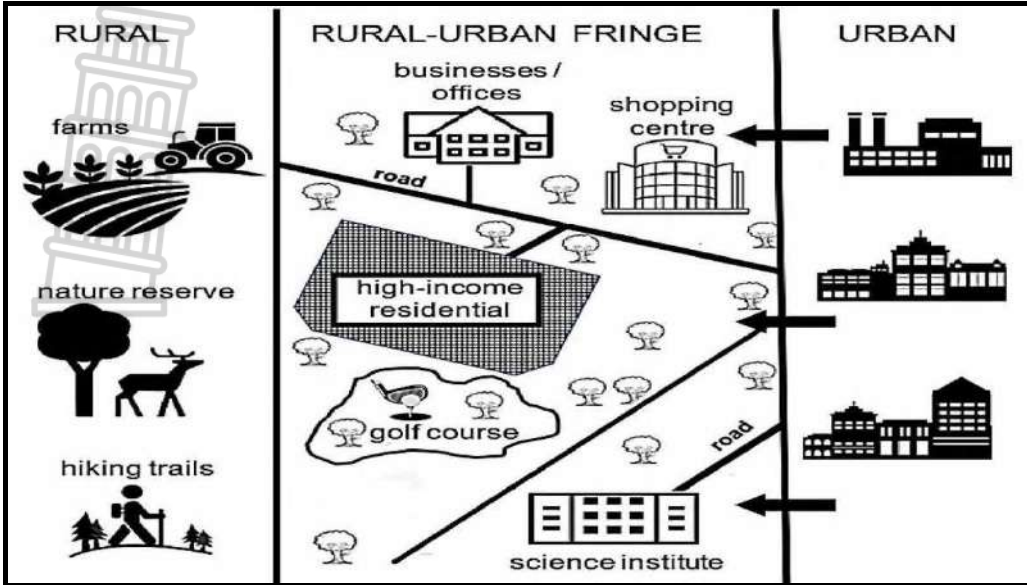 RURAL
RURAL-URBAN FRINGE
URBAN
farms
nature reserve
hiking trails
businesses /
offices
shopping
centre
road
high-income
residential
golf course
road
science institute